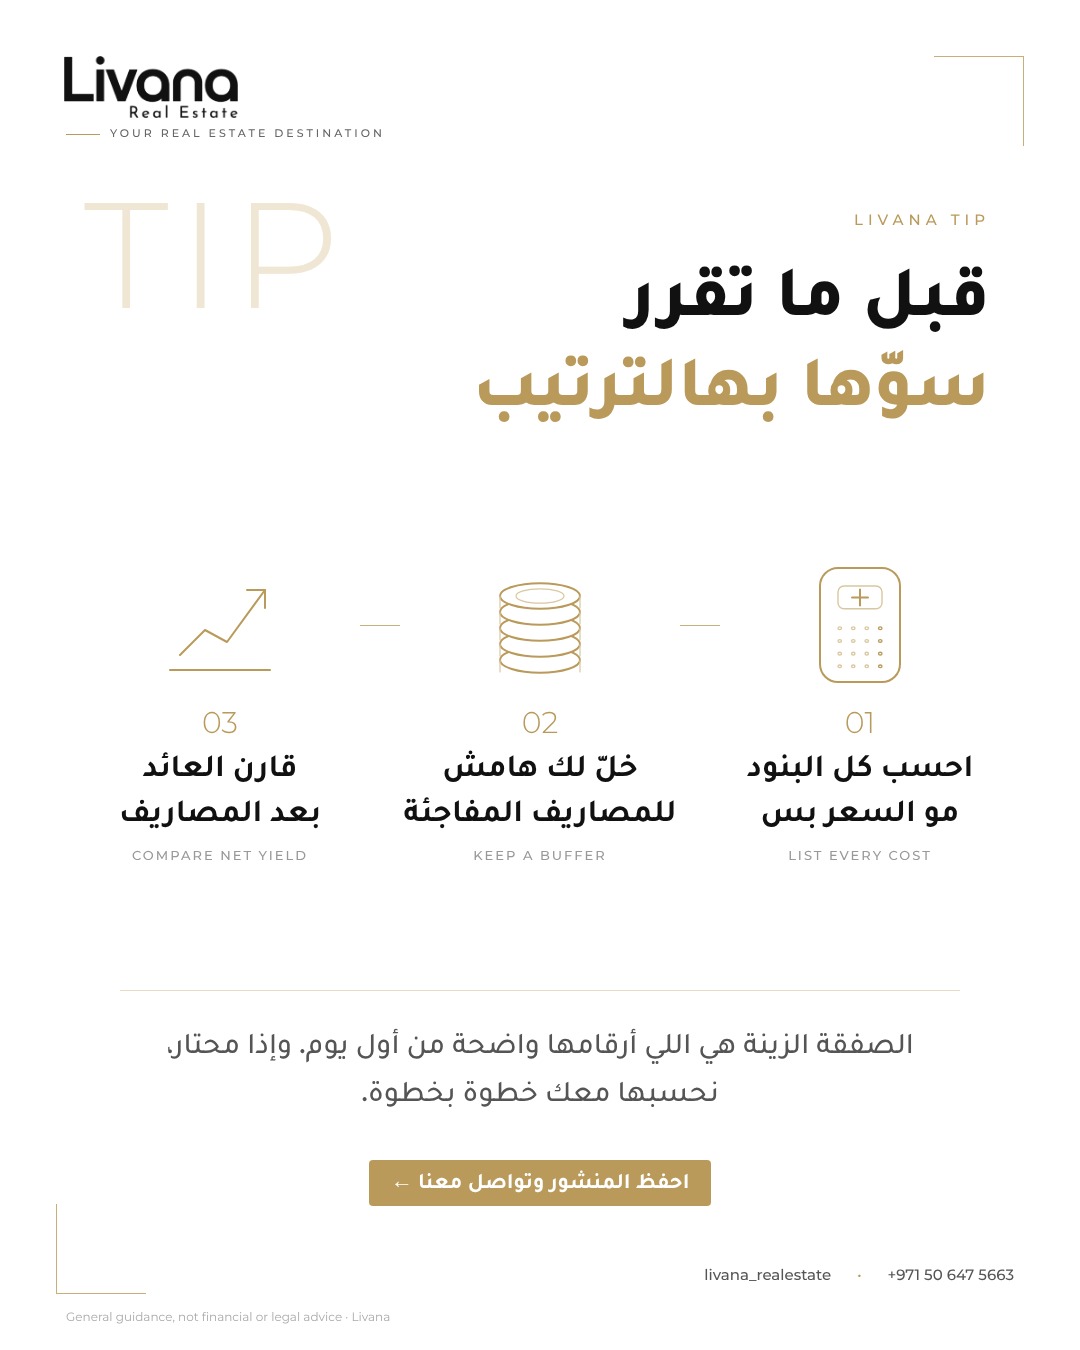 Livana
Real Estate
YOUR REAL ESTATE DESTINATION
TIP
LIVANA TIP
قبل ما تقرر
سوّها بهالترتيب
01
احسب كل البنود
مو السعر بس
LIST EVERY COST
02
خلّ لك هامش
للمصاريف المفاجئة
KEEP A BUFFER
03
قارن العائد
بعد المصاريف
COMPARE NET YIELD
الصفقة الزينة هي اللي أرقامها واضحة من أول يوم. وإذا محتار،
نحسبها معك خطوة بخطوة.
احفظ المنشور وتواصل معنا ←
livana_realestate · +971 50 647 5663
General guidance, not financial or legal advice · Livana